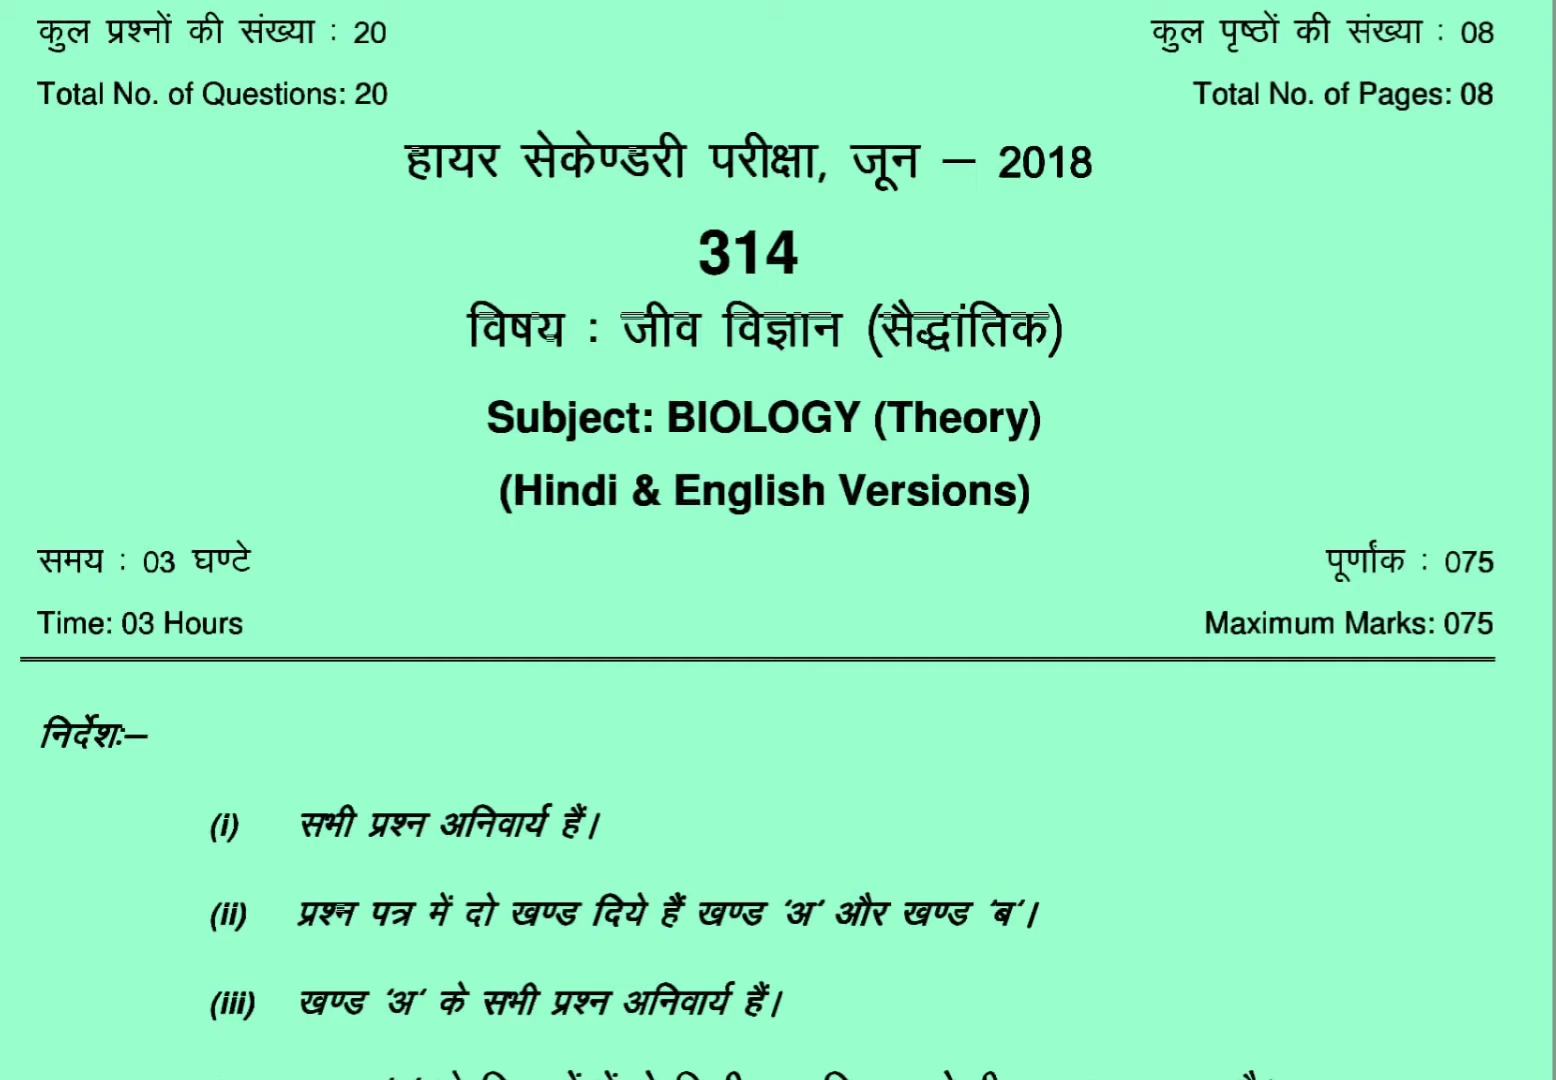 कुल प्रश्नों की संख्या : 20
कुल पृष्ठों की संख्या : 08
Total No. of Questions: 20
Total No. of Pages: 08
हायर सेकेण्डरी परीक्षा, जून – 2018
314
विषय : जीव विज्ञान (सैद्धांतिक)
Subject: BIOLOGY (Theory)
(Hindi & English Versions)
समय : 03 घण्टे
पूर्णांक : 075
Time: 03 Hours
Maximum Marks: 075
निर्देशः–
(i) सभी प्रश्न अनिवार्य हैं।
(ii) प्रश्न पत्र में दो खण्ड दिये हैं खण्ड ‘अ‘ और खण्ड ‘ब‘।
(iii) खण्ड ‘अ‘ के सभी प्रश्न अनिवार्य हैं।